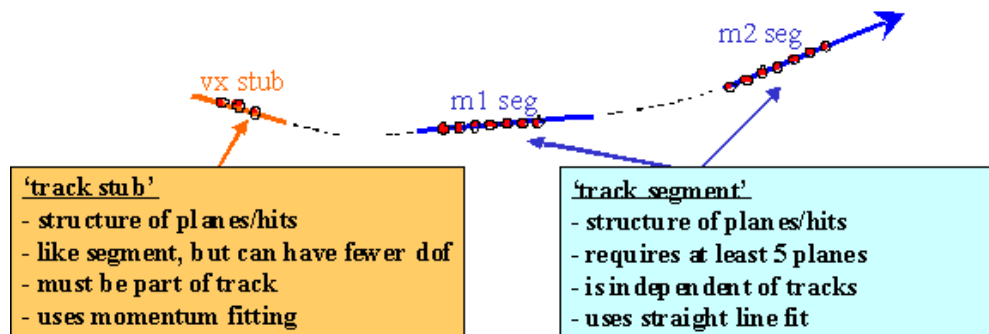 m2 seg
vx stub
m1 seg
‘track stub’
- structure of planes/hits
- like segment, but can have fewer dof
- must be part of track
- uses momentum fitting
‘track segment’
- structure of planes/hits
- requires at least 5 planes
- is independent of tracks
- uses straight line fit